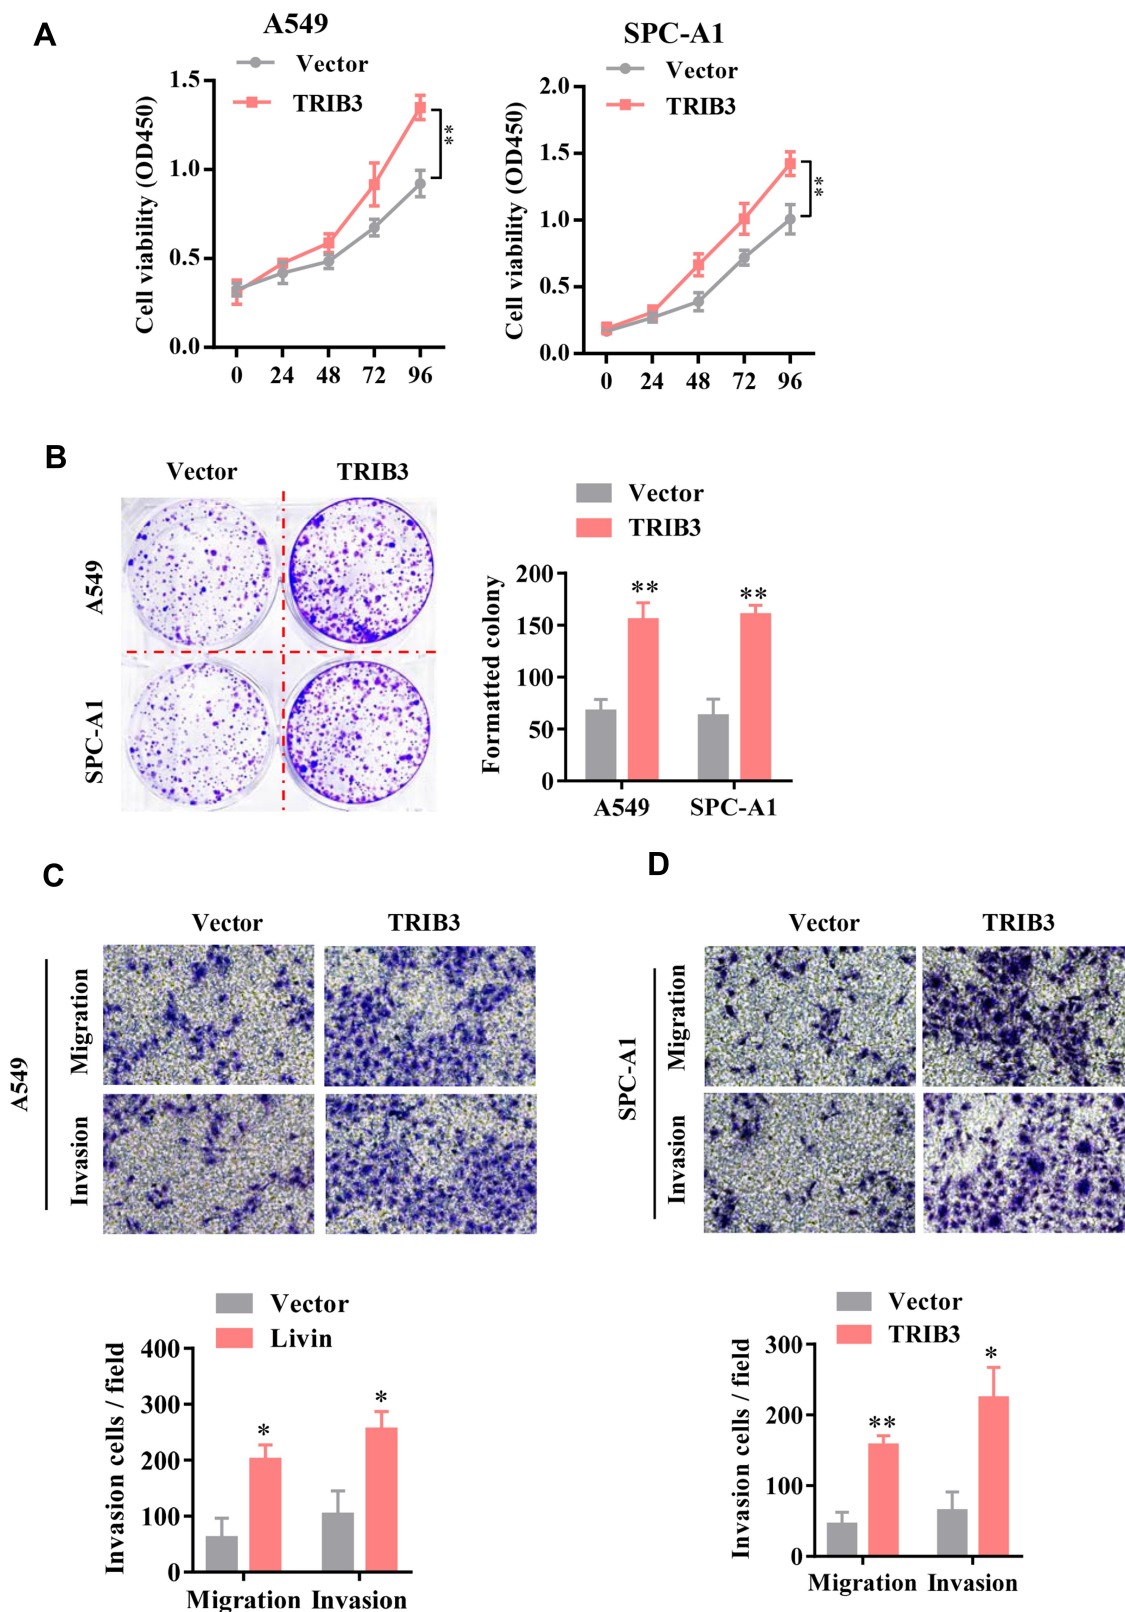 A
A549
Vector
TRIB3
Cell viability (OD450)
1.5
1.0
0.5
0.0
0 24 48 72 96
**
SPC-A1
Vector
TRIB3
Cell viability (OD450)
2.0
1.5
1.0
0.5
0.0
0 24 48 72 96
**
B
Vector TRIB3
A549
SPC-A1
Vector
TRIB3
Formatted colony
200
150
100
50
0
** **
A549 SPC-A1
C
Vector TRIB3
A549
Migration
Invasion
Vector
Livin
Invasion cells / field
400
300
200
100
0
* *
Migration Invasion
D
Vector TRIB3
SPC-A1
Migration
Invasion
Vector
TRIB3
Invasion cells / field
300
200
100
0
** *
Migration Invasion